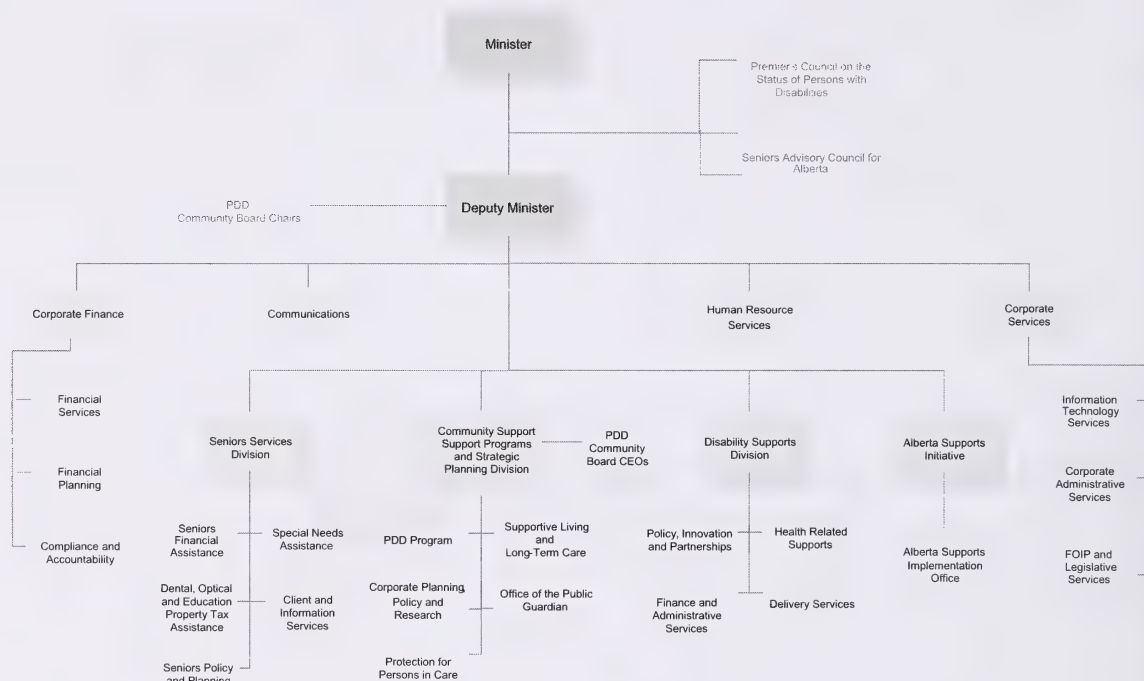 Minister
Premier's Council on the
Status of Persons with
Disabilities
Seniors Advisory Council for
Alberta
PDD
Community Board Chairs
Deputy Minister
Corporate Finance
Communications
Human Resource
Services
Corporate
Services
Financial
Services
Financial
Planning
Compliance and
Accountability
Seniors Services
Division
Seniors
Financial
Assistance
Special Needs
Assistance
Dental, Optical
and Education
Property Tax
Assistance
Client and
Information
Services
Seniors Policy
and Planning
Community Support
Support Programs
and Strategic
Planning Division
PDD
Community
Board CEOs
PDD Program
Supportive Living
and
Long-Term Care
Corporate Planning,
Policy and
Research
Office of the Public
Guardian
Protection for
Persons in Care
Disability Supports
Division
Policy, Innovation
and Partnerships
Health Related
Supports
Finance and
Administrative
Services
Delivery Services
Alberta Supports
Initiative
Alberta Supports
Implementation
Office
Information
Technology
Services
Corporate
Administrative
Services
FOIP and
Legislative
Services